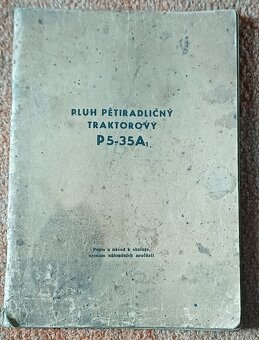 PLUH PĚTIRADLIČNÝ
TRAKTOROVÝ
P5-35A1.
Popis a návod k obsluze,
seznam náhradních součástí